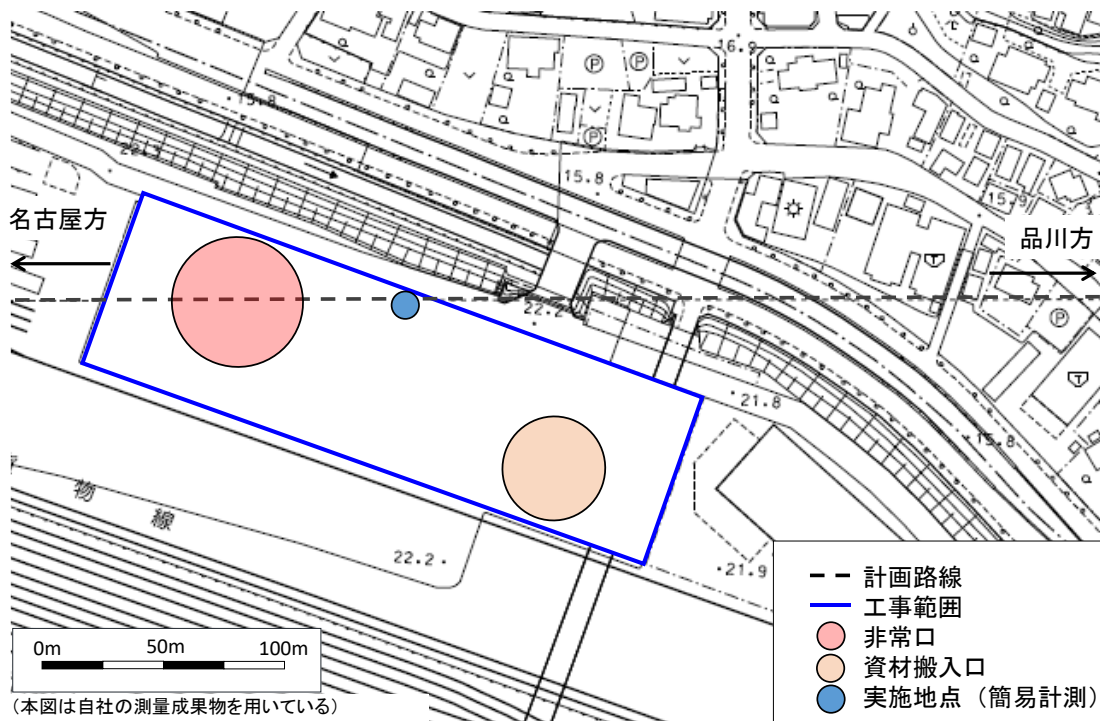 16.9
Ⓟ
Ⓟ
15.8
Ⓟ
15.8
15.9
名古屋方
品川方
22.2
Ⓟ
21.8
15.8
物
線
22.2
21.9
計画路線
工事範囲
非常口
資材搬入口
実施地点（簡易計測）
0m 50m 100m
（本図は自社の測量成果物を用いている）